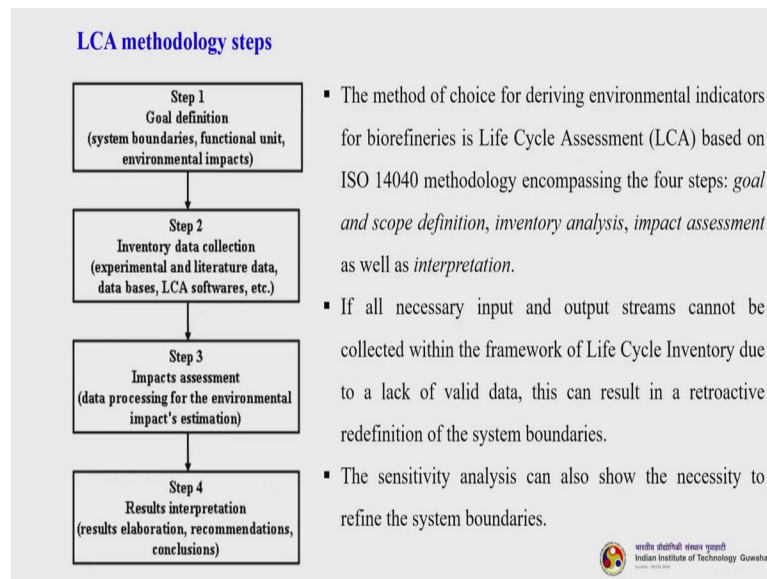 LCA methodology steps
Step 1
Goal definition
(system boundaries, functional unit,
environmental impacts)
Step 2
Inventory data collection
(experimental and literature data,
data bases, LCA softwares, etc.)
Step 3
Impacts assessment
(data processing for the environmental
impact's estimation)
Step 4
Results interpretation
(results elaboration, recommendations,
conclusions)
▪ The method of choice for deriving environmental indicators
for biorefineries is Life Cycle Assessment (LCA) based on
ISO 14040 methodology encompassing the four steps: goal
and scope definition, inventory analysis, impact assessment
as well as interpretation.
▪ If all necessary input and output streams cannot be
collected within the framework of Life Cycle Inventory due
to a lack of valid data, this can result in a retroactive
redefinition of the system boundaries.
▪ The sensitivity analysis can also show the necessity to
refine the system boundaries.
भारतीय प्रौद्योगिकी संस्थान गुवाहाटी
Indian Institute of Technology Guwaha